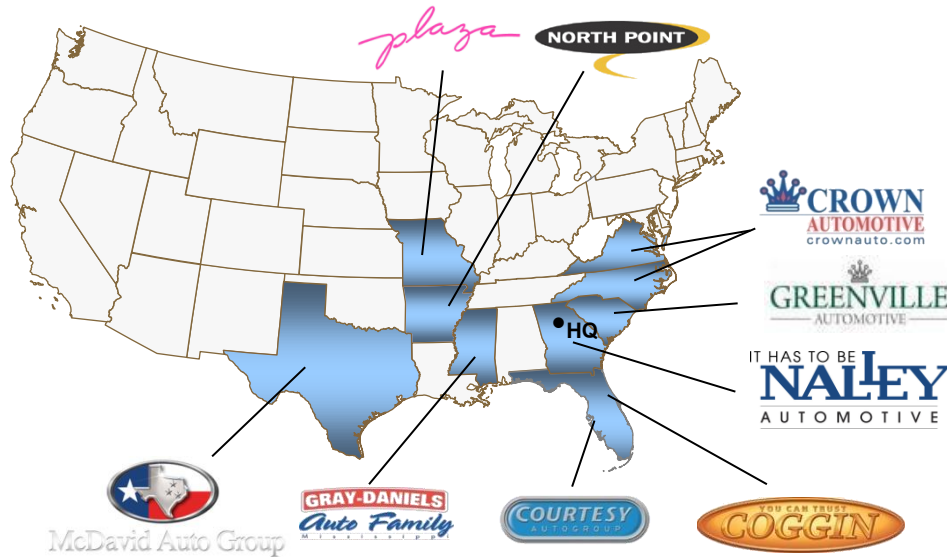 plaza
NORTH POINT
CROWN
AUTOMOTIVE
crownauto.com
GREENVILLE
AUTOMOTIVE
HQ
IT HAS TO BE
NALLEY
AUTOMOTIVE
McDavid Auto Group
GRAY-DANIELS
Auto Family
Mississippi
COURTESY
AUTOGROUP
YOU CAN TRUST
COGGIN